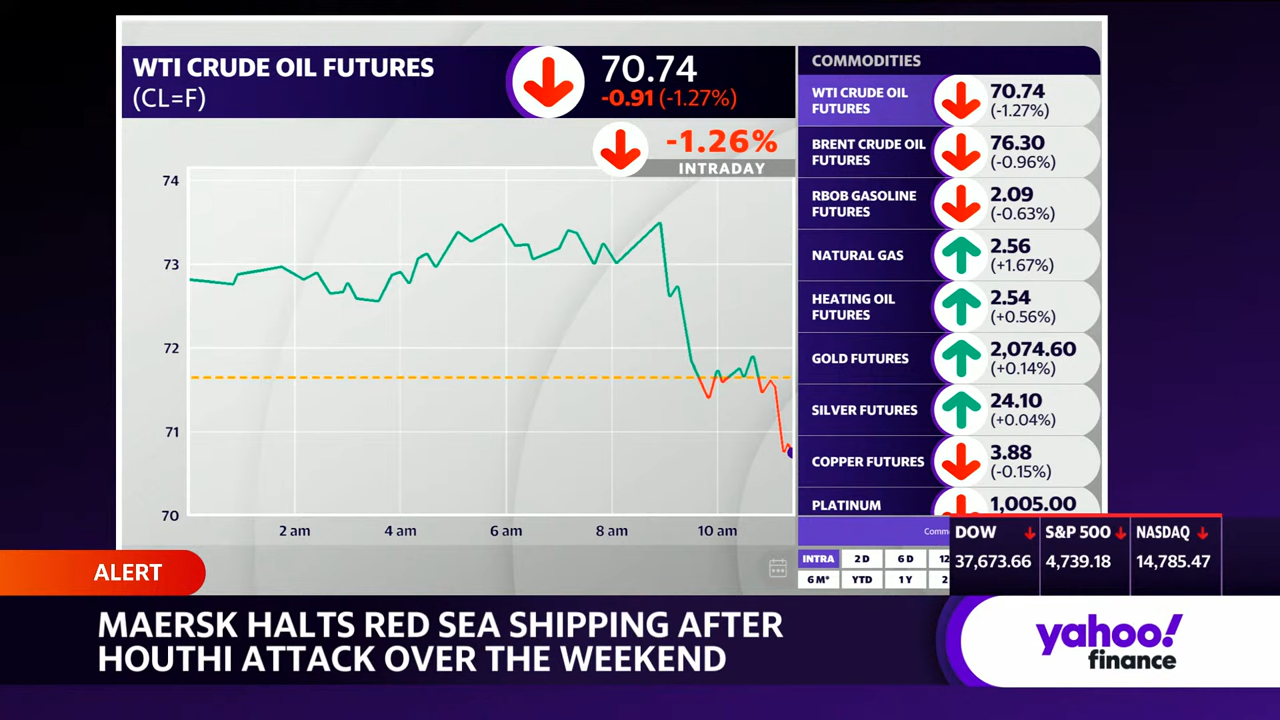 WTI CRUDE OIL FUTURES
(CL=F)
70.74
-0.91 (-1.27%)
-1.26%
INTRADAY
74
73
72
71
70
2 am
4 am
6 am
8 am
10 am
COMMODITIES
WTI CRUDE OIL
FUTURES
70.74
(-1.27%)
BRENT CRUDE OIL
FUTURES
76.30
(-0.96%)
RBOB GASOLINE
FUTURES
2.09
(-0.63%)
NATURAL GAS
2.56
(+1.67%)
HEATING OIL
FUTURES
2.54
(+0.56%)
GOLD FUTURES
2,074.60
(+0.14%)
SILVER FUTURES
24.10
(+0.04%)
COPPER FUTURES
3.88
(-0.15%)
PLATINUM
1,005.00
INTRA 2 D 6 D
6 M* YTD 1 Y
DOW
37,673.66
S&P 500
4,739.18
NASDAQ
14,785.47
ALERT
MAERSK HALTS RED SEA SHIPPING AFTER
HOUTHI ATTACK OVER THE WEEKEND
yahoo!
finance